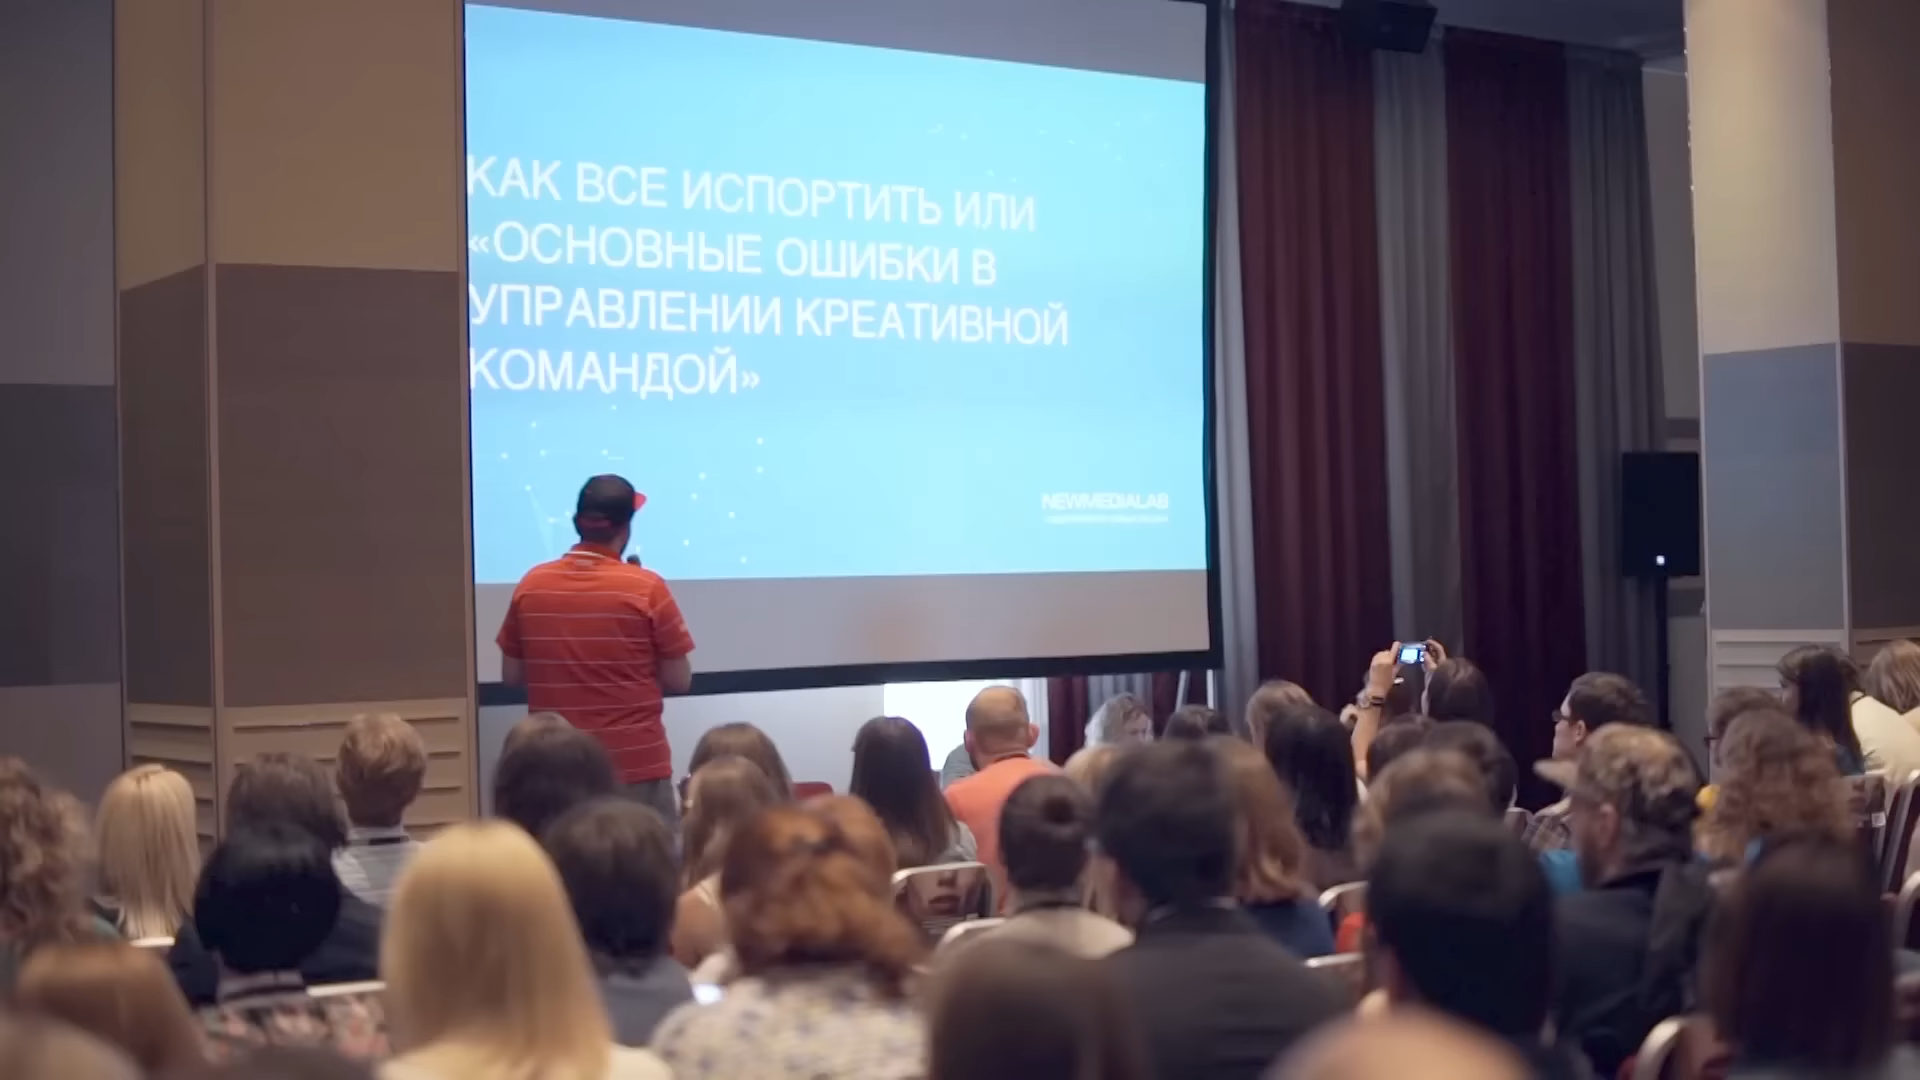 КАК ВСЕ ИСПОРТИТЬ ИЛИ
«ОСНОВНЫЕ ОШИБКИ В
УПРАВЛЕНИИ КРЕАТИВНОЙ
КОМАНДОЙ»
NEWMEDIALAB